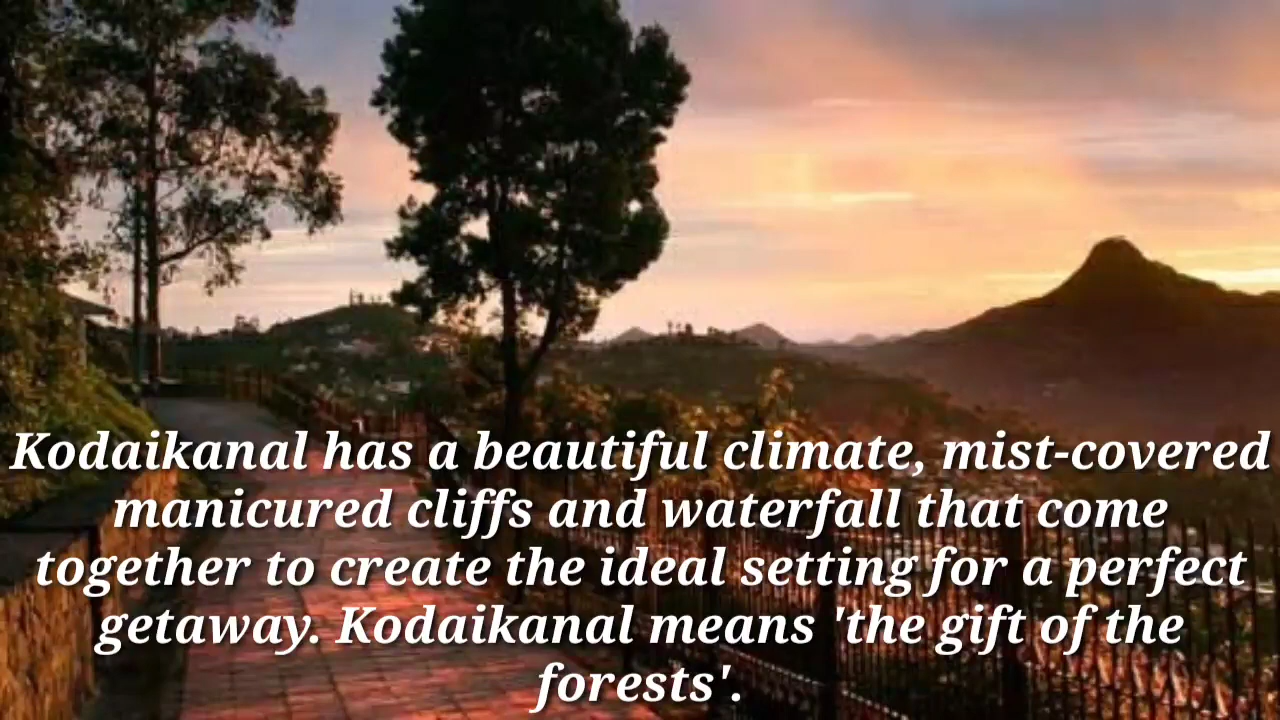 Kodaikanal has a beautiful climate, mist-covered
manicured cliffs and waterfall that come
together to create the ideal setting for a perfect
getaway. Kodaikanal means 'the gift of the
forests'.